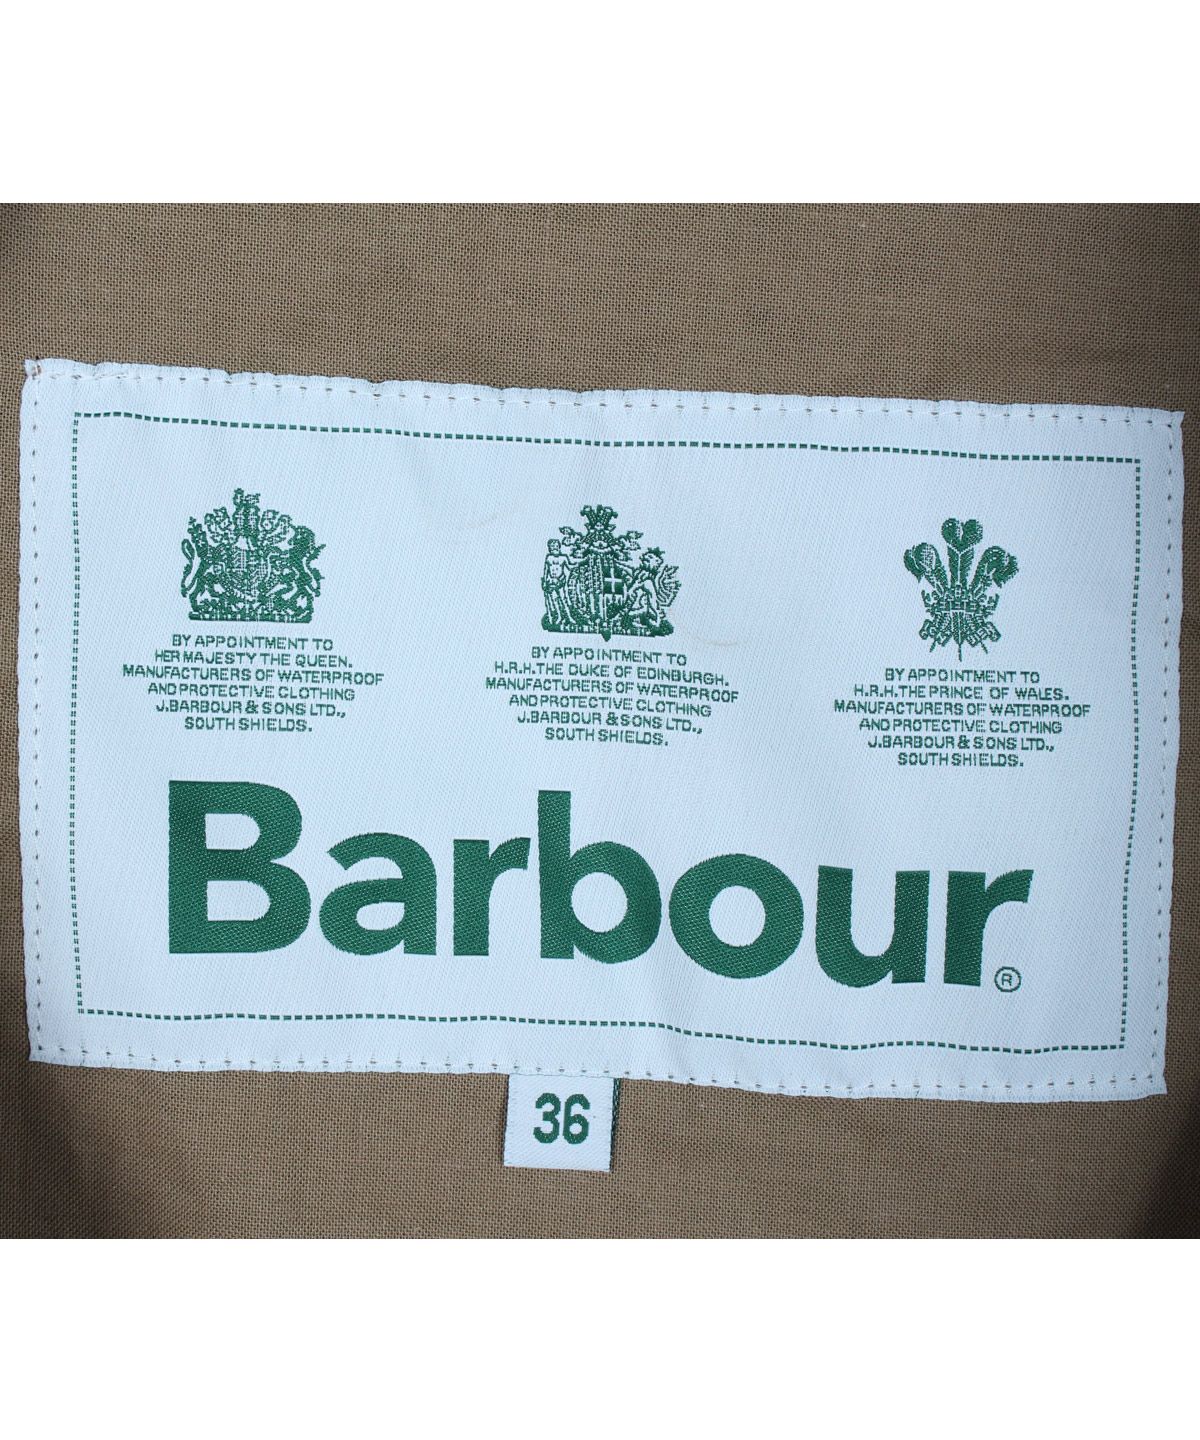 BY APPOINTMENT TO
HER MAJESTY THE QUEEN.
MANUFACTURERS OF WATERPROOF
AND PROTECTIVE CLOTHING
J.BARBOUR & SONS LTD.,
SOUTH SHIELDS.
BY APPOINTMENT TO
H.R.H. THE DUKE OF EDINBURGH.
MANUFACTURERS OF WATERPROOF
AND PROTECTIVE CLOTHING
J.BARBOUR & SONS LTD.,
SOUTH SHIELDS.
BY APPOINTMENT TO
H.R.H. THE PRINCE OF WALES.
MANUFACTURERS OF WATERPROOF
AND PROTECTIVE CLOTHING
J.BARBOUR & SONS LTD.,
SOUTH SHIELDS.
Barbour®
36